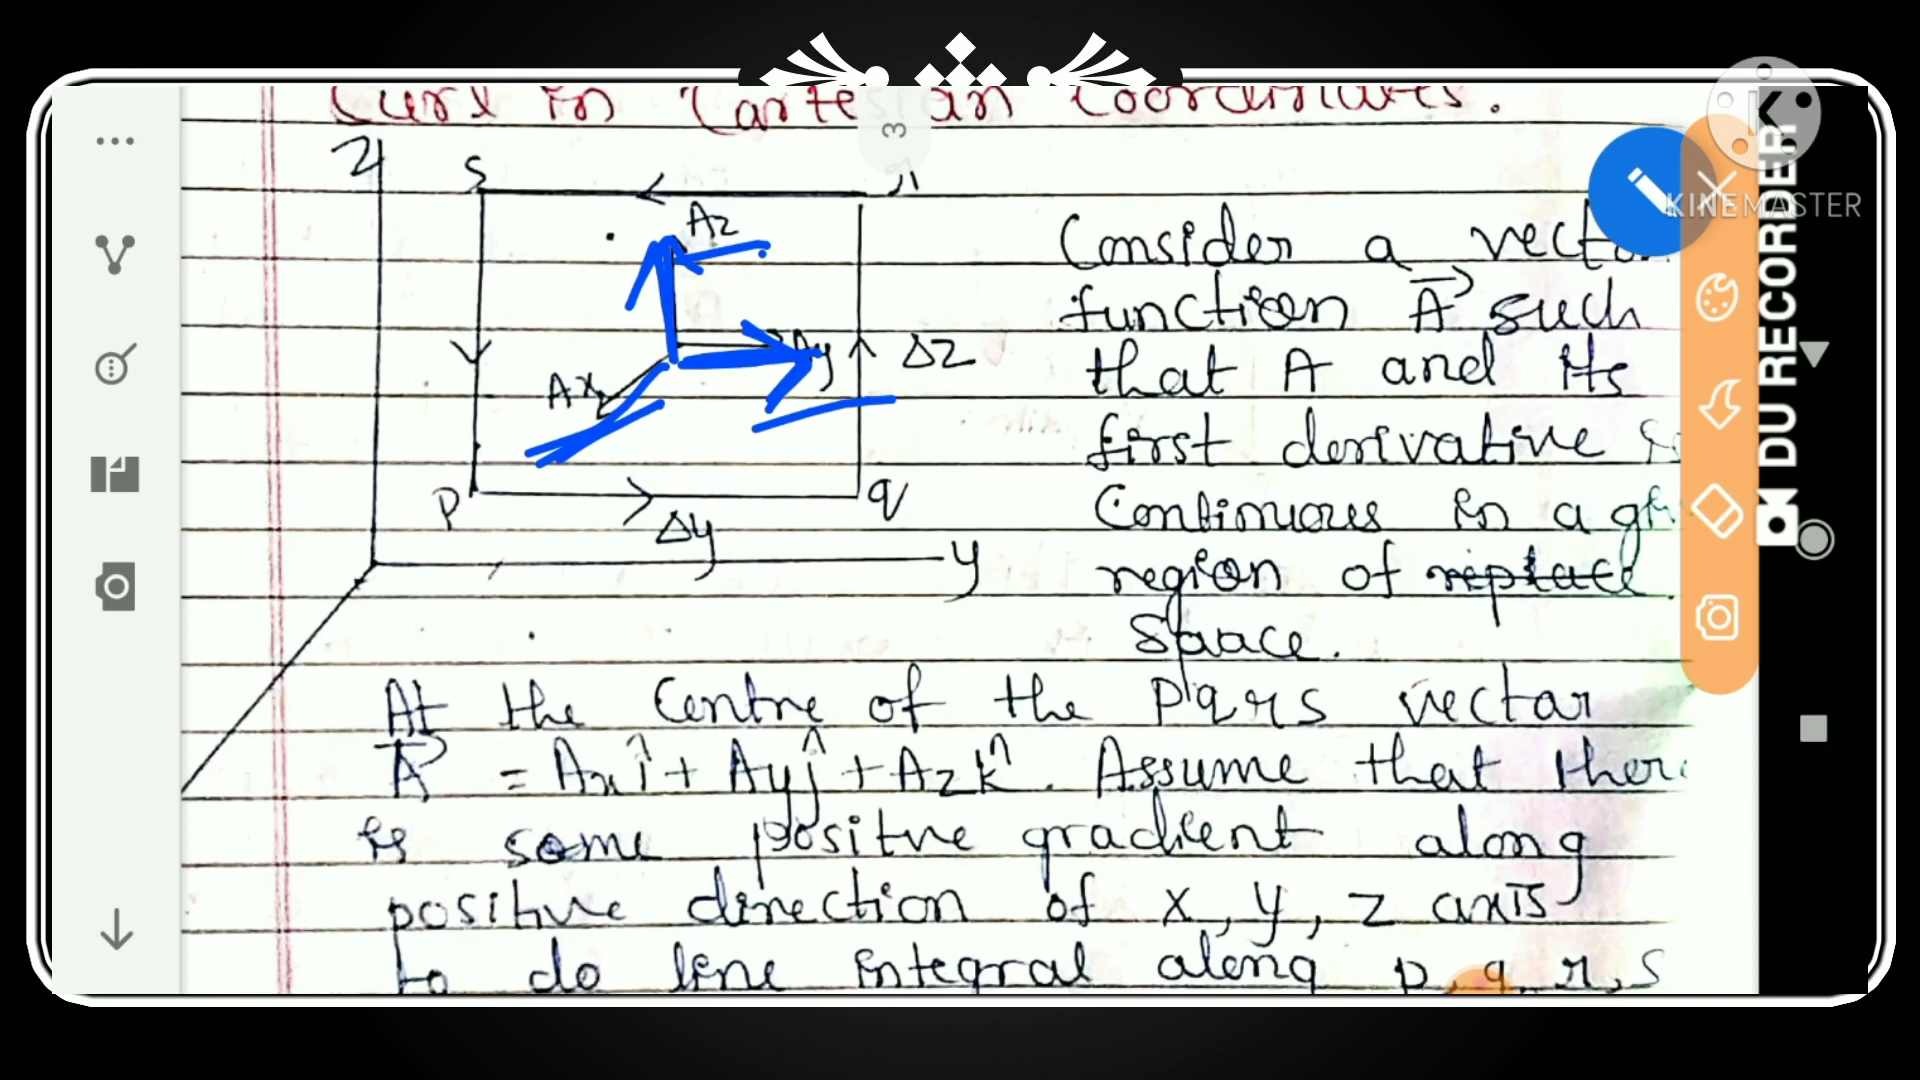 Curl in Cartesian Coordinates.
3
Z
S
r
Az
Ay
Ax
Δz
P
q
Δy
y
Consider a vector
function A such
that A and its
first derivative
Continuous in a
region of replace
Space.
At the Centre of the Pqrs vector
A = Axî + Ayĵ + Azk̂. Assume that there
is some positive gradient along
positive direction of x, y, z axis
to do line integral along p, q, r, s
KINEMASTER
DU RECORDER